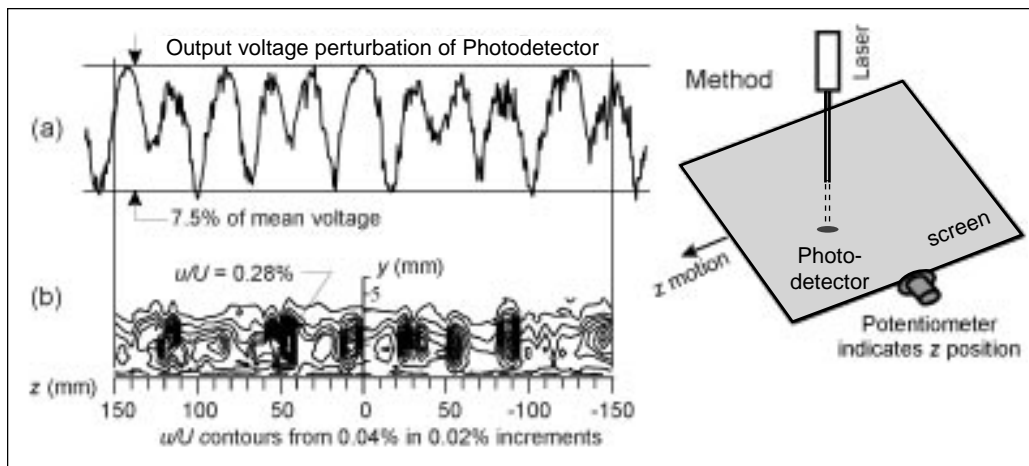 Output voltage perturbation of Photodetector
(a)
7.5% of mean voltage
(b)
u/U = 0.28%
y (mm)
5
z (mm)
150 100 50 0 50 -100 -150
u/U contours from 0.04% in 0.02% increments
Method
Laser
screen
Photo-
detector
z motion
Potentiometer
indicates z position